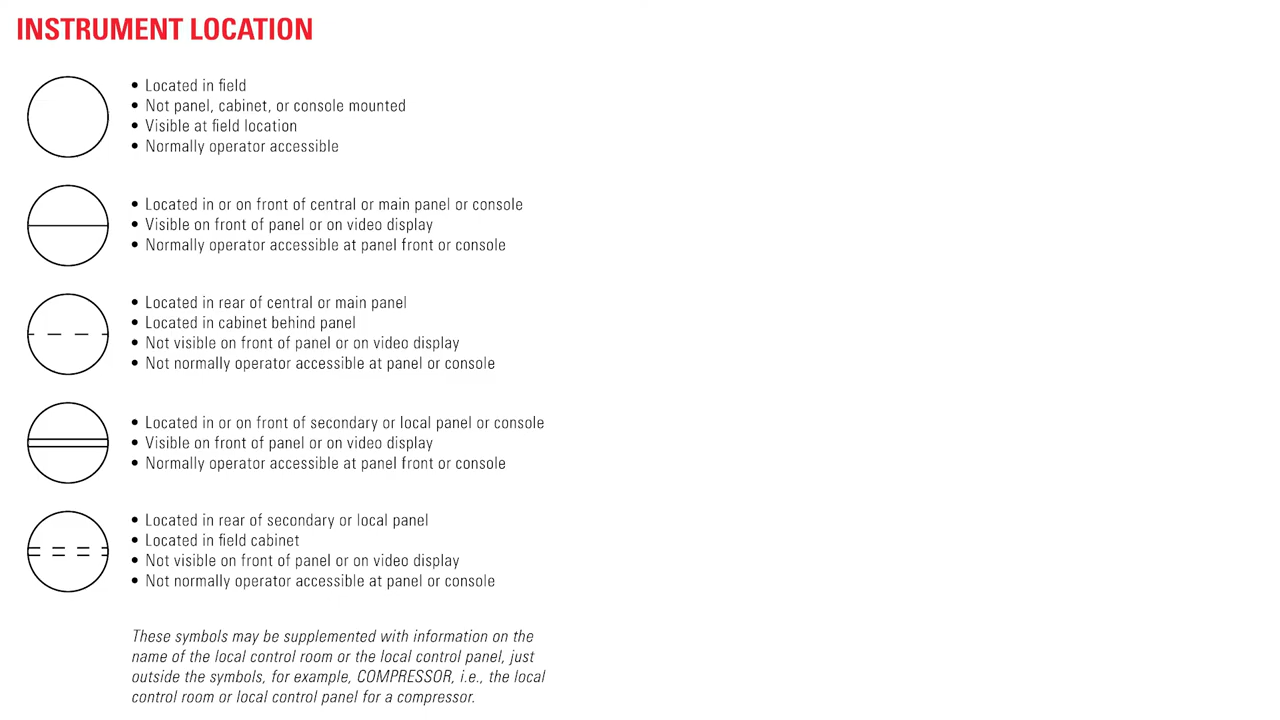 INSTRUMENT LOCATION
• Located in field
• Not panel, cabinet, or console mounted
• Visible at field location
• Normally operator accessible
• Located in or on front of central or main panel or console
• Visible on front of panel or on video display
• Normally operator accessible at panel front or console
• Located in rear of central or main panel
• Located in cabinet behind panel
• Not visible on front of panel or on video display
• Not normally operator accessible at panel or console
• Located in or on front of secondary or local panel or console
• Visible on front of panel or on video display
• Normally operator accessible at panel front or console
• Located in rear of secondary or local panel
• Located in field cabinet
• Not visible on front of panel or on video display
• Not normally operator accessible at panel or console
These symbols may be supplemented with information on the
name of the local control room or the local control panel, just
outside the symbols, for example, COMPRESSOR, i.e., the local
control room or local control panel for a compressor.